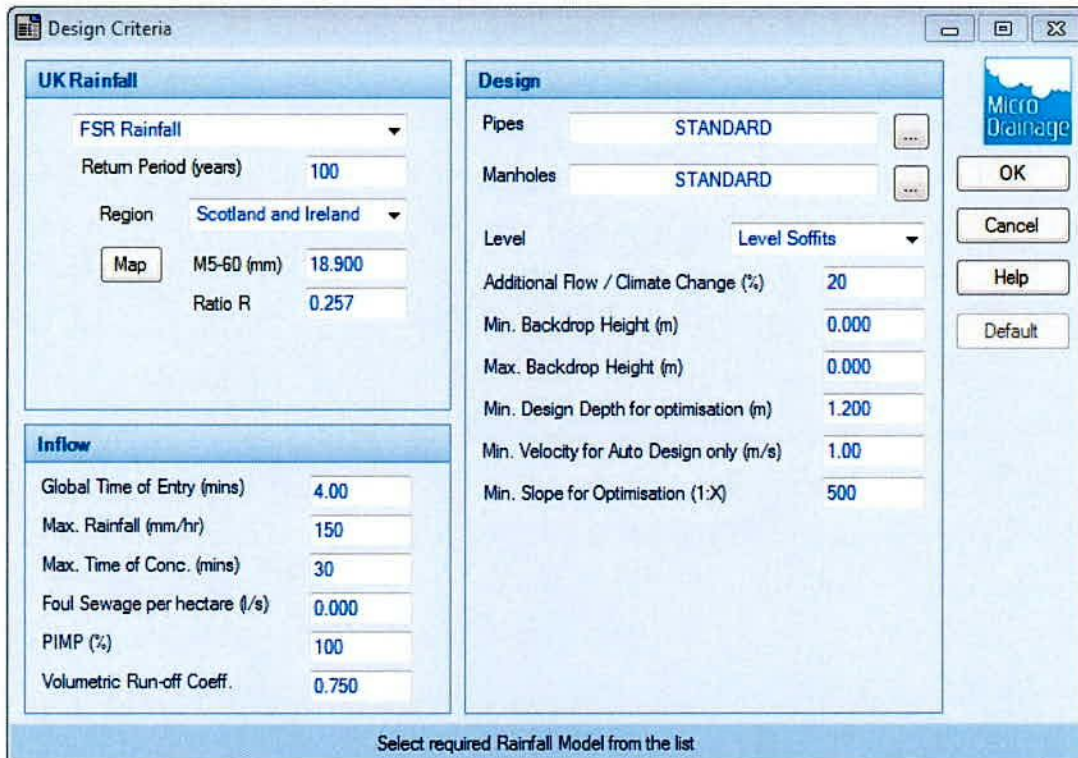 Design Criteria
UK Rainfall
FSR Rainfall
Return Period (years) 100
Region Scotland and Ireland
Map M5-60 (mm) 18.900
Ratio R 0.257
Inflow
Global Time of Entry (mins) 4.00
Max. Rainfall (mm/hr) 150
Max. Time of Conc. (mins) 30
Foul Sewage per hectare (l/s) 0.000
PIMP (%) 100
Volumetric Run-off Coeff. 0.750
Design
Pipes STANDARD ...
Manholes STANDARD ...
Level Level Soffits
Additional Flow / Climate Change (%) 20
Min. Backdrop Height (m) 0.000
Max. Backdrop Height (m) 0.000
Min. Design Depth for optimisation (m) 1.200
Min. Velocity for Auto Design only (m/s) 1.00
Min. Slope for Optimisation (1:X) 500
Micro
Drainage
OK
Cancel
Help
Default
Select required Rainfall Model from the list